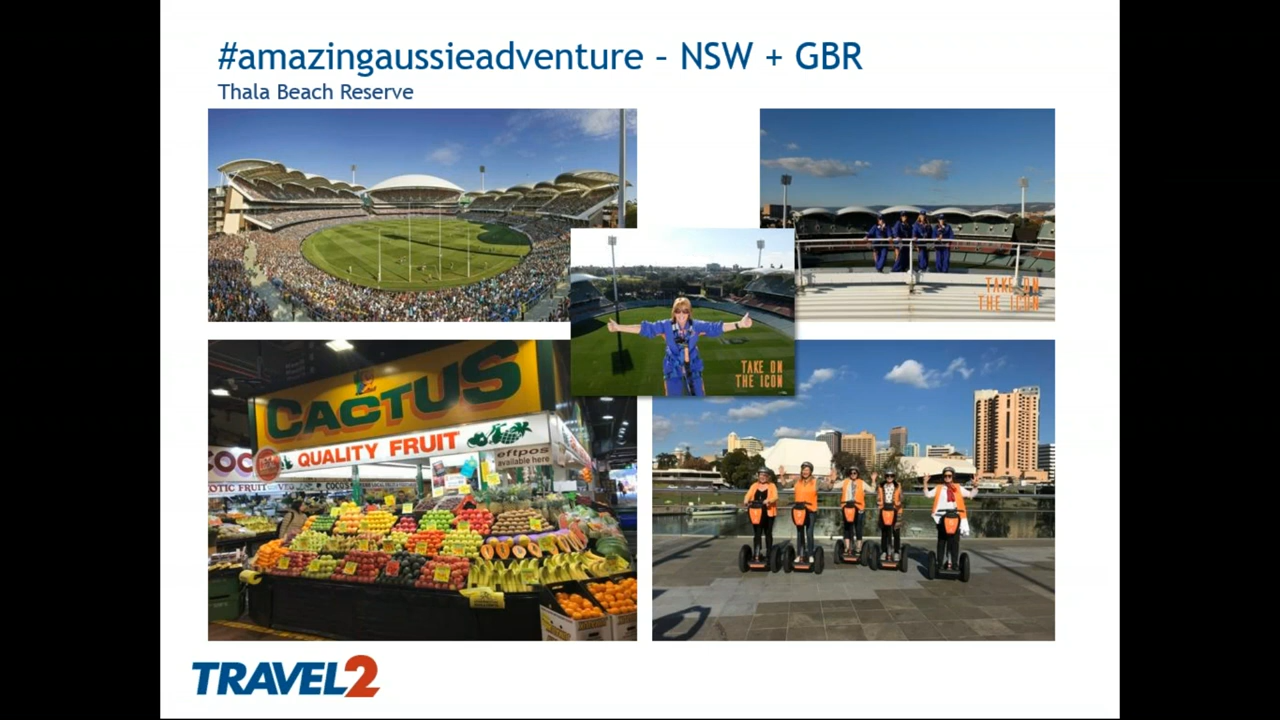 #amazingaussieadventure – NSW + GBR
Thala Beach Reserve
TAKE ON
THE ICON
TAKE ON
THE ICON
CACTUS
QUALITY FRUIT
eftpos
available here
COCO
TRAVEL2